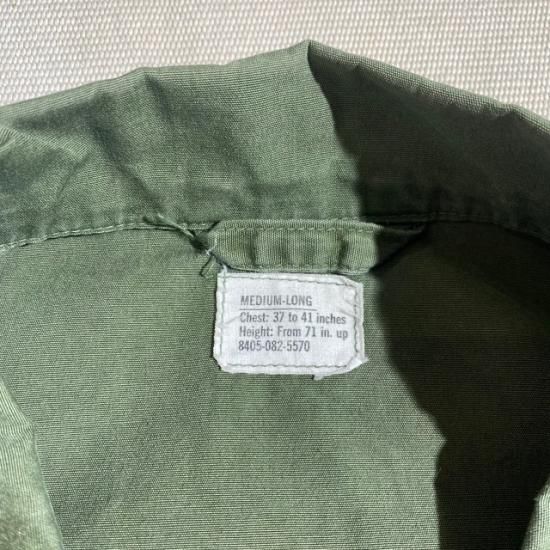 MEDIUM-LONG
Chest: 37 to 41 inches
Height: From 71 in. up
8405-082-5570